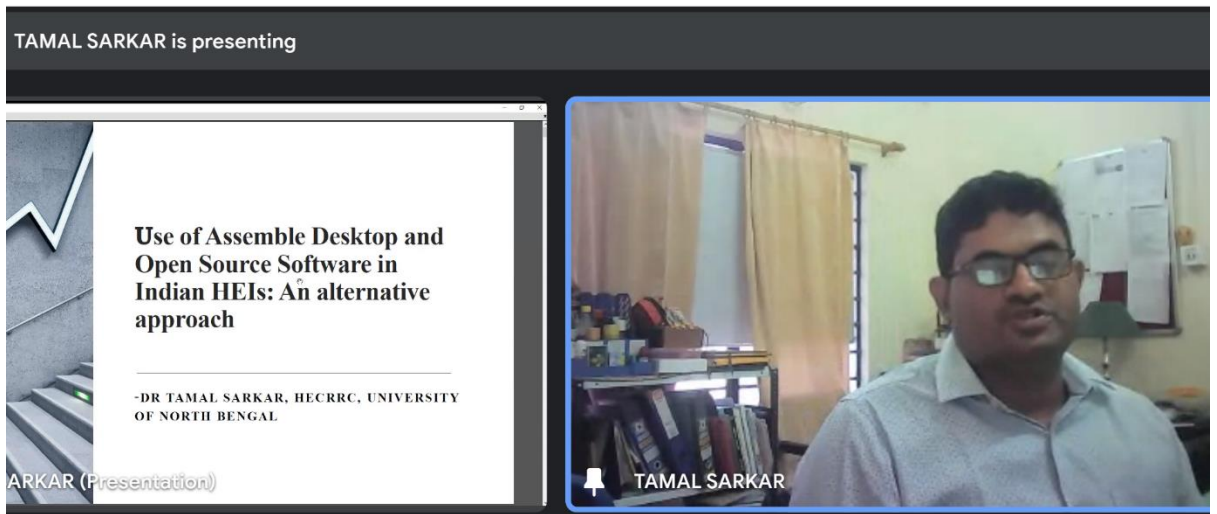 TAMAL SARKAR is presenting
Use of Assemble Desktop and
Open Source Software in
Indian HEIs: An alternative
approach
-DR TAMAL SARKAR, HECRRC, UNIVERSITY
OF NORTH BENGAL
ARKAR (Presentation)
TAMAL SARKAR